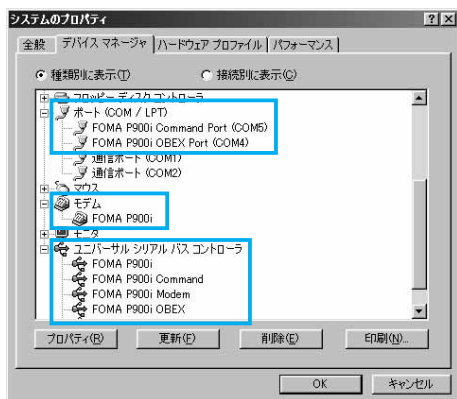 システムのプロパティ
全般 デバイス マネージャ ハードウェア プロファイル パフォーマンス
種類別に表示(T) 接続別に表示(C)
フロッピー ディスク コントローラ
ポート (COM / LPT)
FOMA P900i Command Port (COM5)
FOMA P900i OBEX Port (COM4)
通信ポート (COM1)
通信ポート (COM2)
マウス
モデム
FOMA P900i
モニタ
ユニバーサル シリアル バス コントローラ
FOMA P900i
FOMA P900i Command
FOMA P900i Modem
FOMA P900i OBEX
プロパティ(R) 更新(F) 削除(E) 印刷(N)...
OK キャンセル